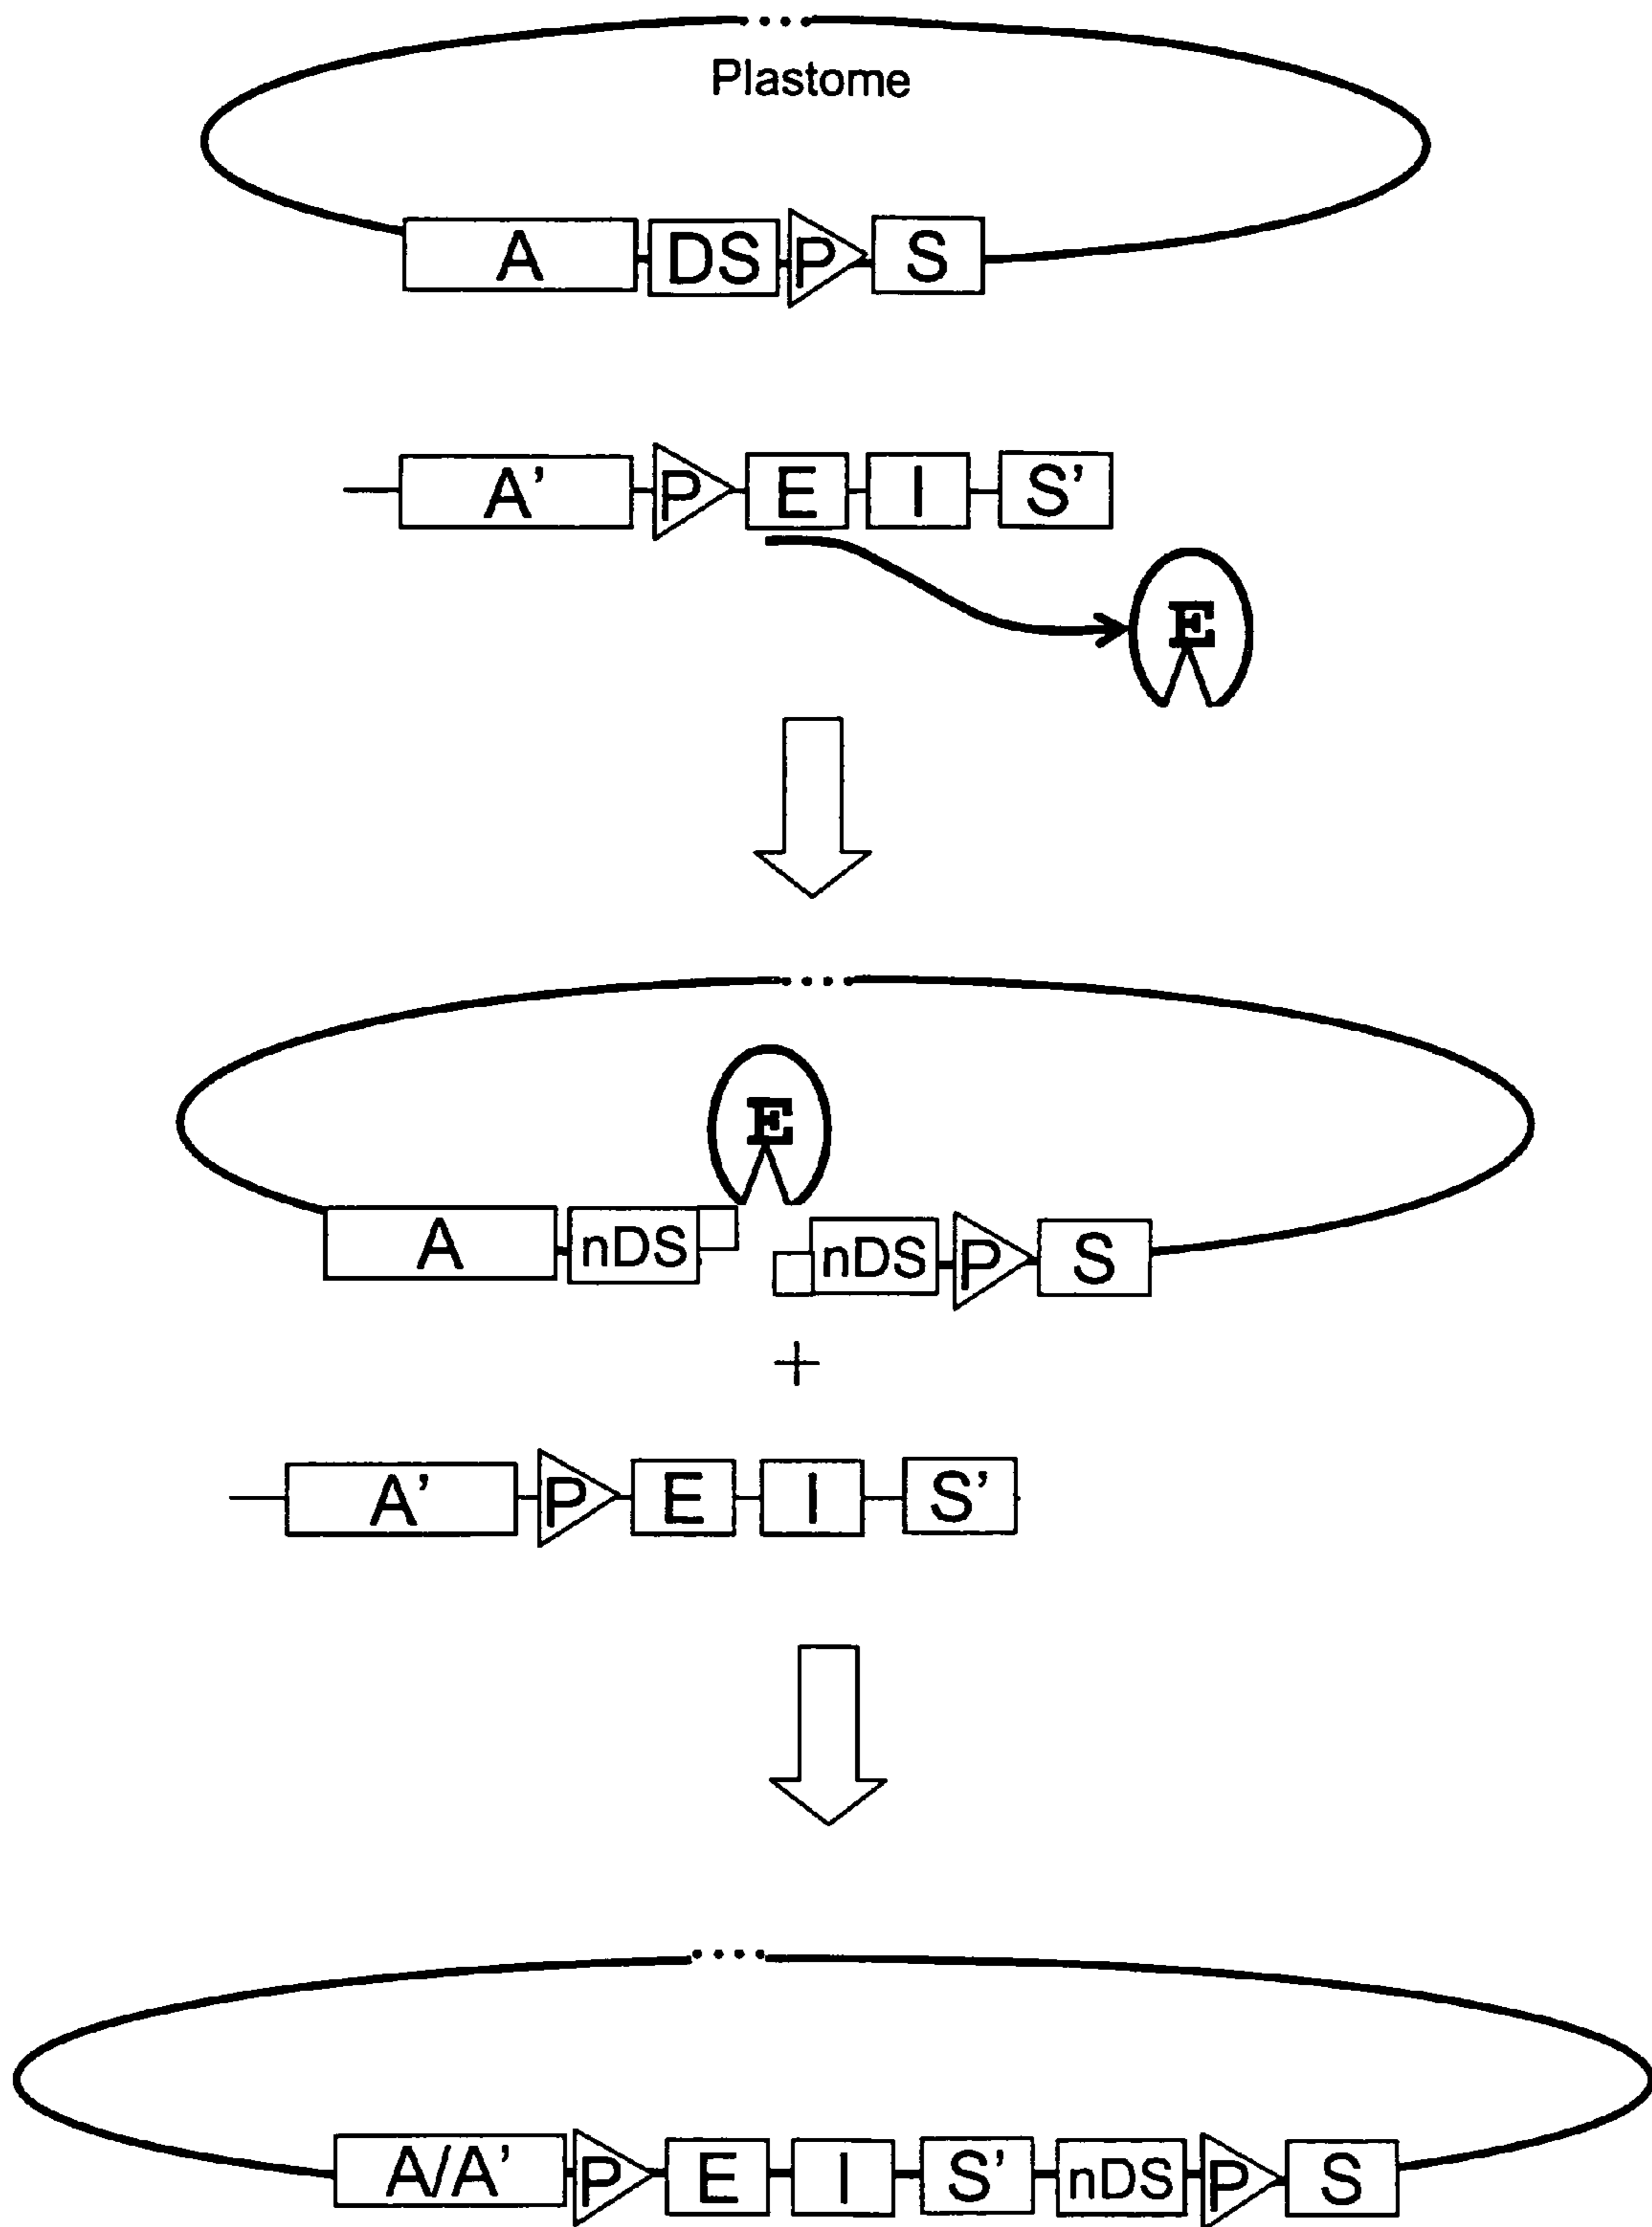 Plastome
A DS P S
A' P E I S'
E
E
A nDS nDS P S
+
A' P E I S'
A/A' P E I S' nDS P S